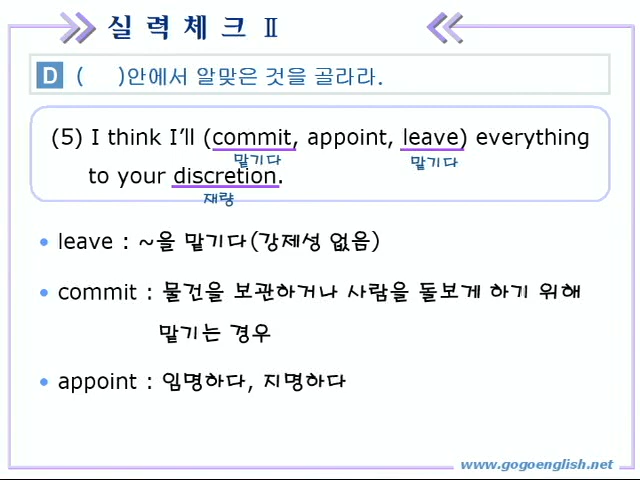 실력체크 Ⅱ
D ( )안에서 알맞은 것을 골라라.
(5) I think I’ll (commit, appoint, leave) everything
맡기다 맡기다
to your discretion.
재량
• leave : ~을 맡기다(강제성 없음)
• commit : 물건을 보관하거나 사람을 돌보게 하기 위해
맡기는 경우
• appoint : 임명하다, 지명하다
www.gogoenglish.net